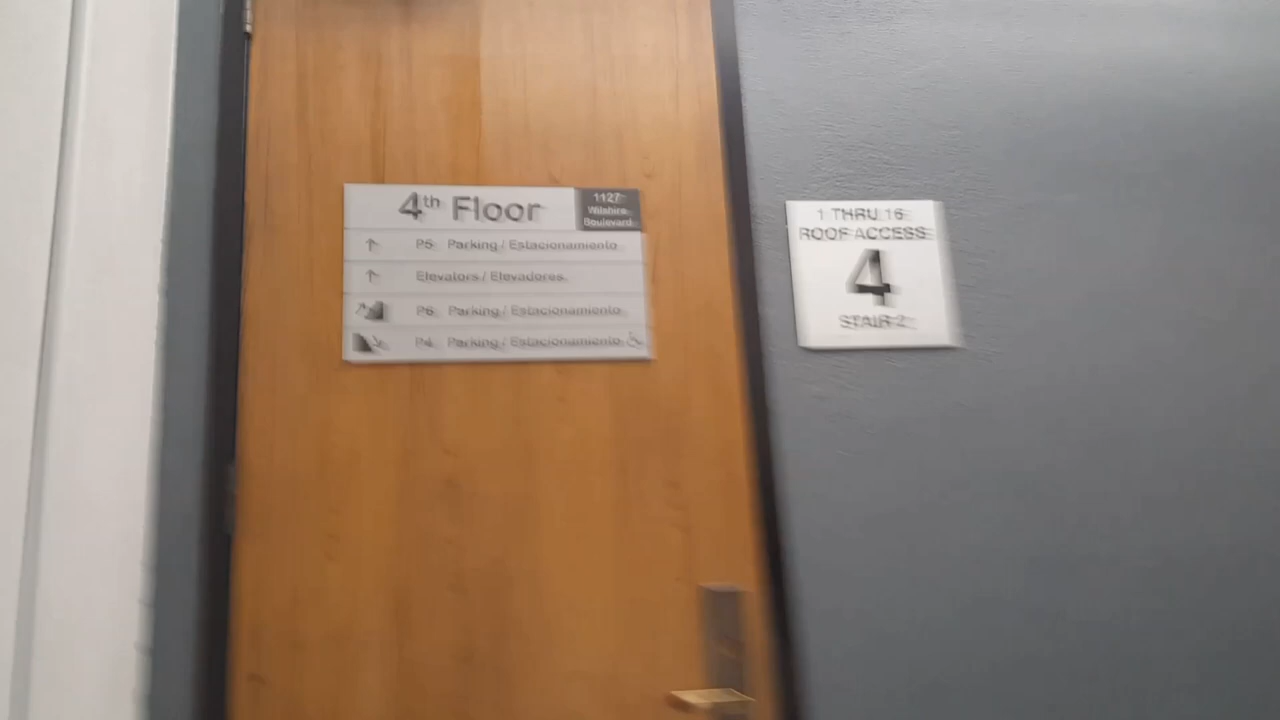 4th Floor
1127
Wilshire
Boulevard
P5 Parking / Estacionamiento
Elevators / Elevadores
P6 Parking / Estacionamiento
P4 Parking / Estacionamiento
1 THRU 16
ROOF ACCESS
4
STAIR 2